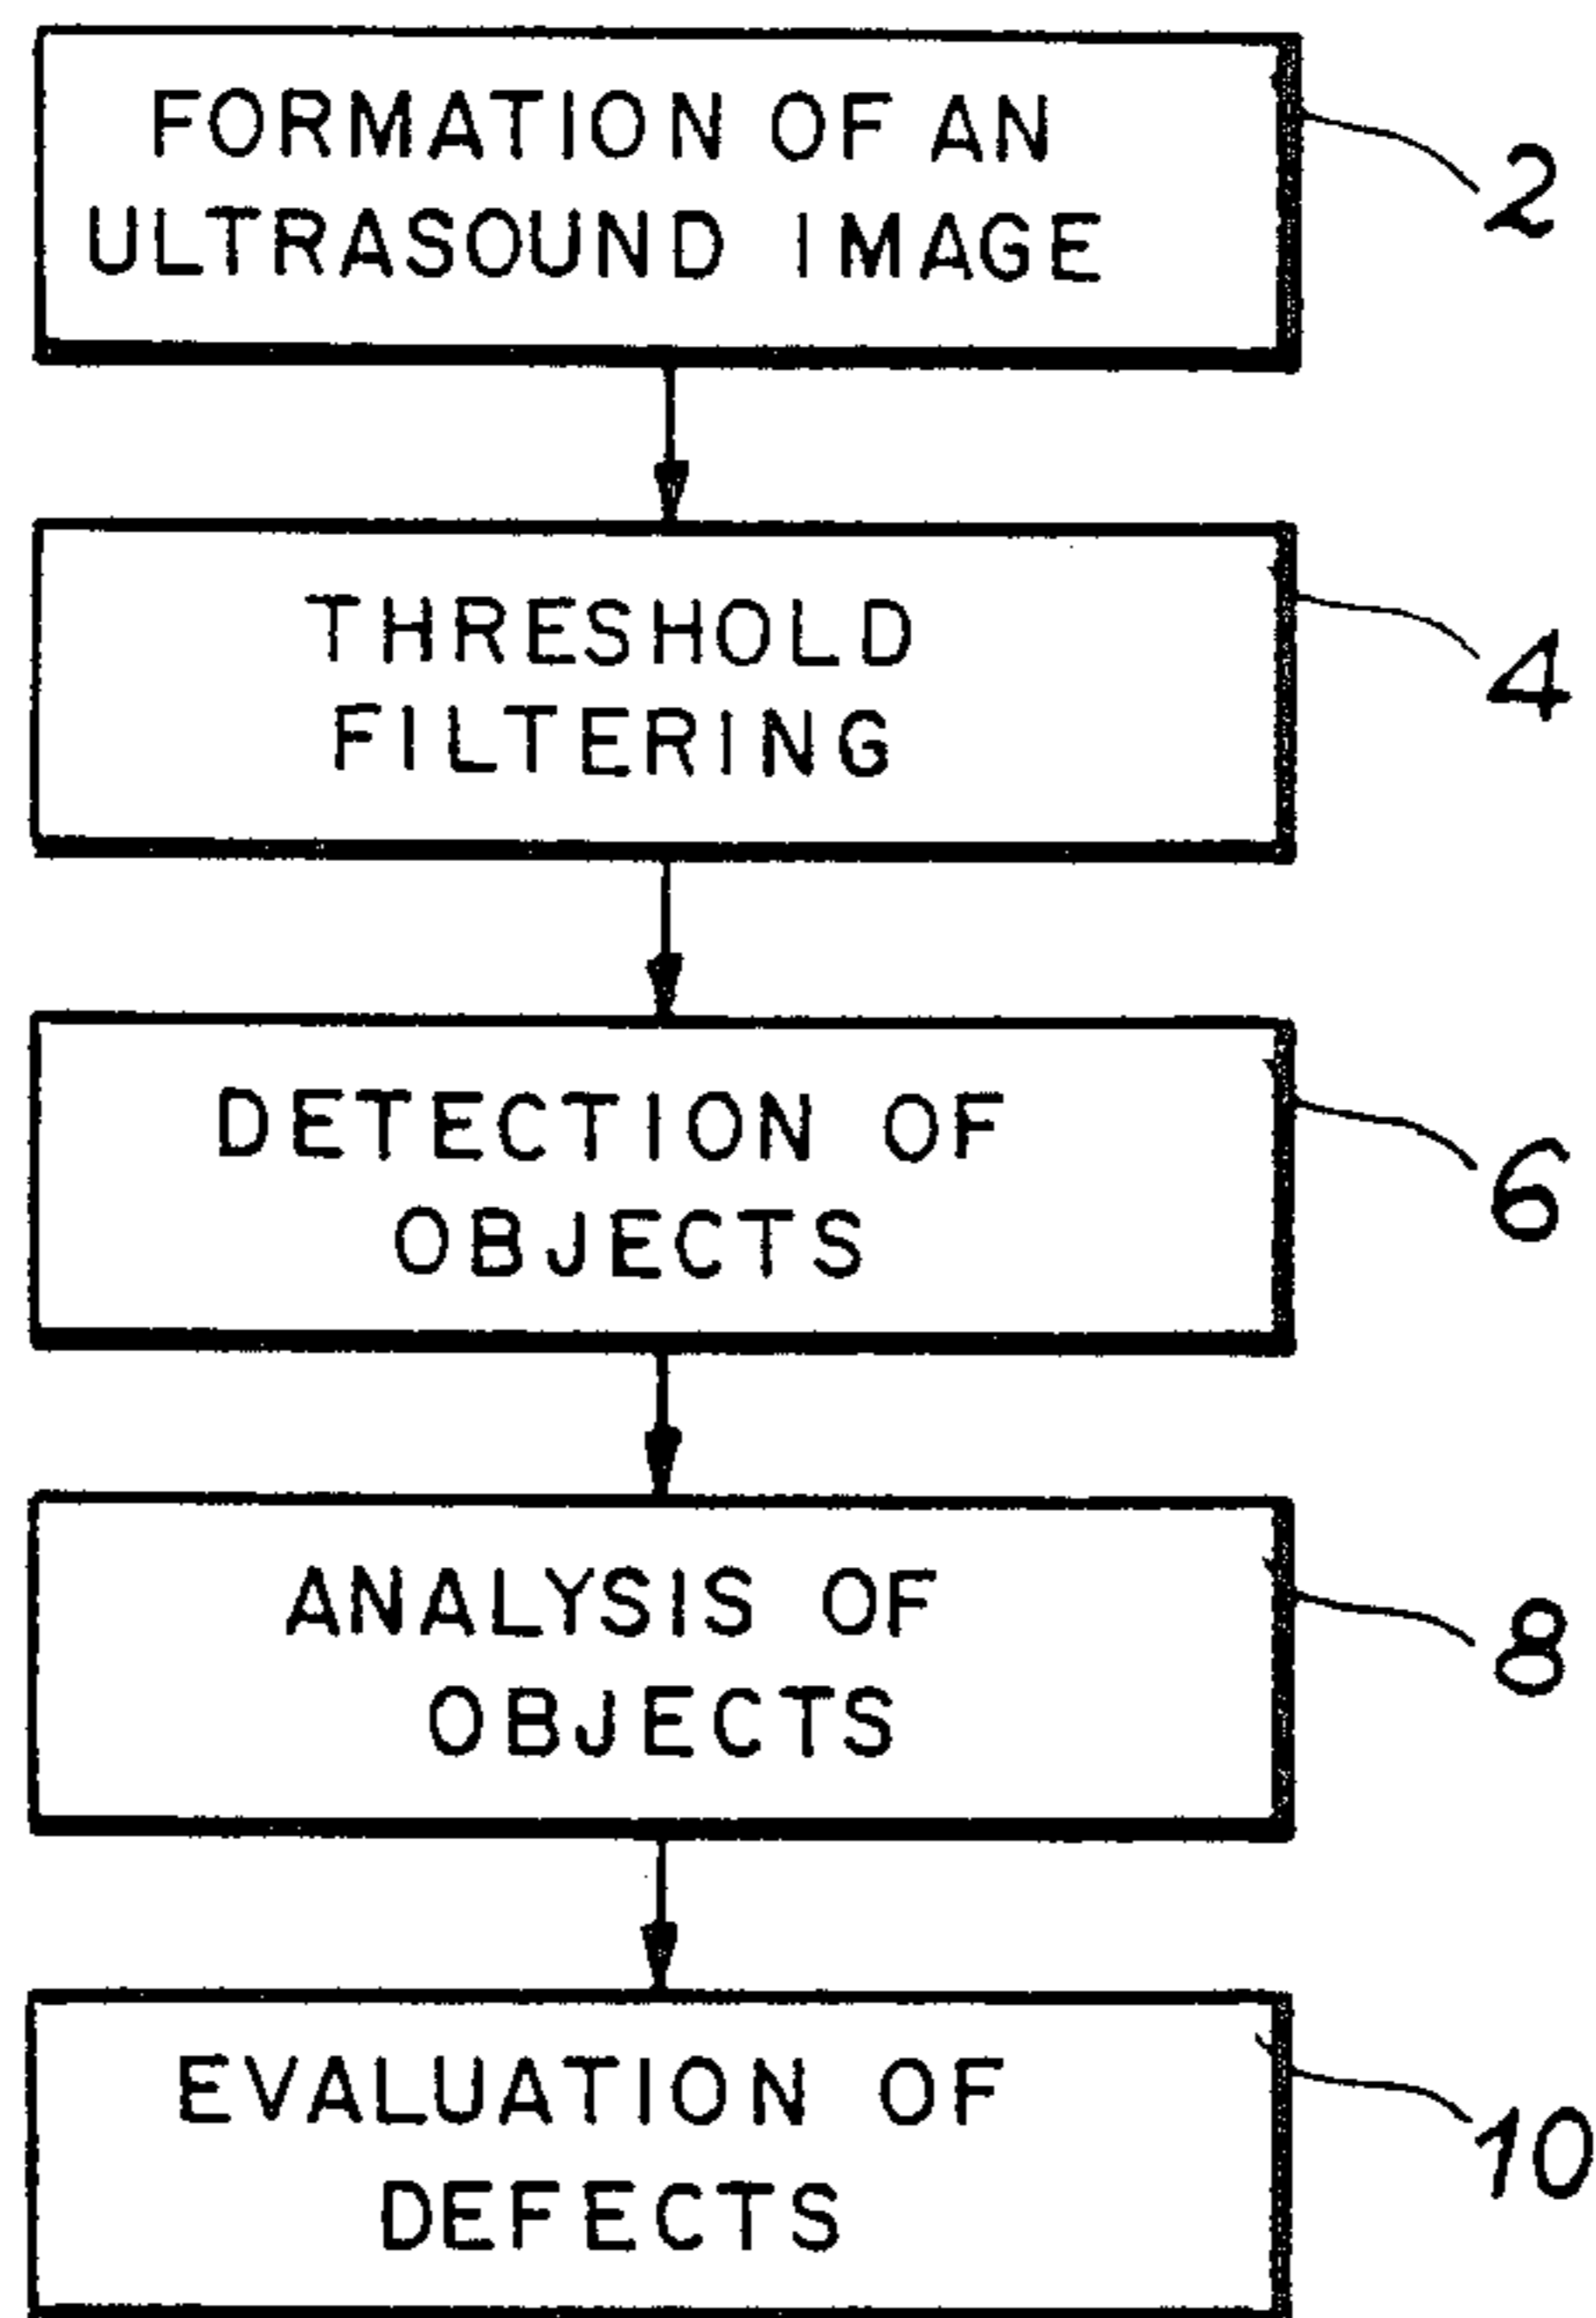 FORMATION OF AN
ULTRASOUND IMAGE
2
THRESHOLD
FILTERING
4
DETECTION OF
OBJECTS
6
ANALYSIS OF
OBJECTS
8
EVALUATION OF
DEFECTS
10